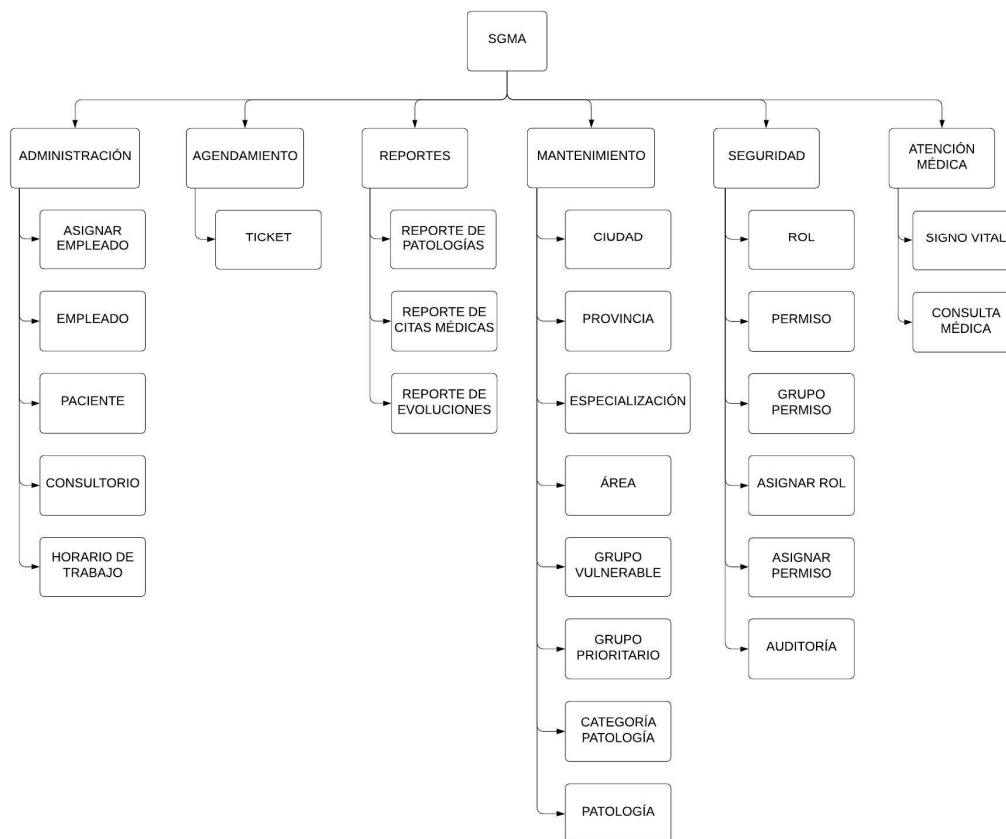 SGMA
ADMINISTRACIÓN
AGENDAMIENTO
REPORTES
MANTENIMIENTO
SEGURIDAD
ATENCIÓN
MÉDICA
ASIGNAR
EMPLEADO
EMPLEADO
PACIENTE
CONSULTORIO
HORARIO DE
TRABAJO
TICKET
REPORTE DE
PATOLOGÍAS
REPORTE DE
CITAS MÉDICAS
REPORTE DE
EVOLUCIONES
CIUDAD
PROVINCIA
ESPECIALIZACIÓN
ÁREA
GRUPO
VULNERABLE
GRUPO
PRIORITARIO
CATEGORÍA
PATOLOGÍA
PATOLOGÍA
ROL
PERMISO
GRUPO
PERMISO
ASIGNAR ROL
ASIGNAR
PERMISO
AUDITORÍA
SIGNO VITAL
CONSULTA
MÉDICA